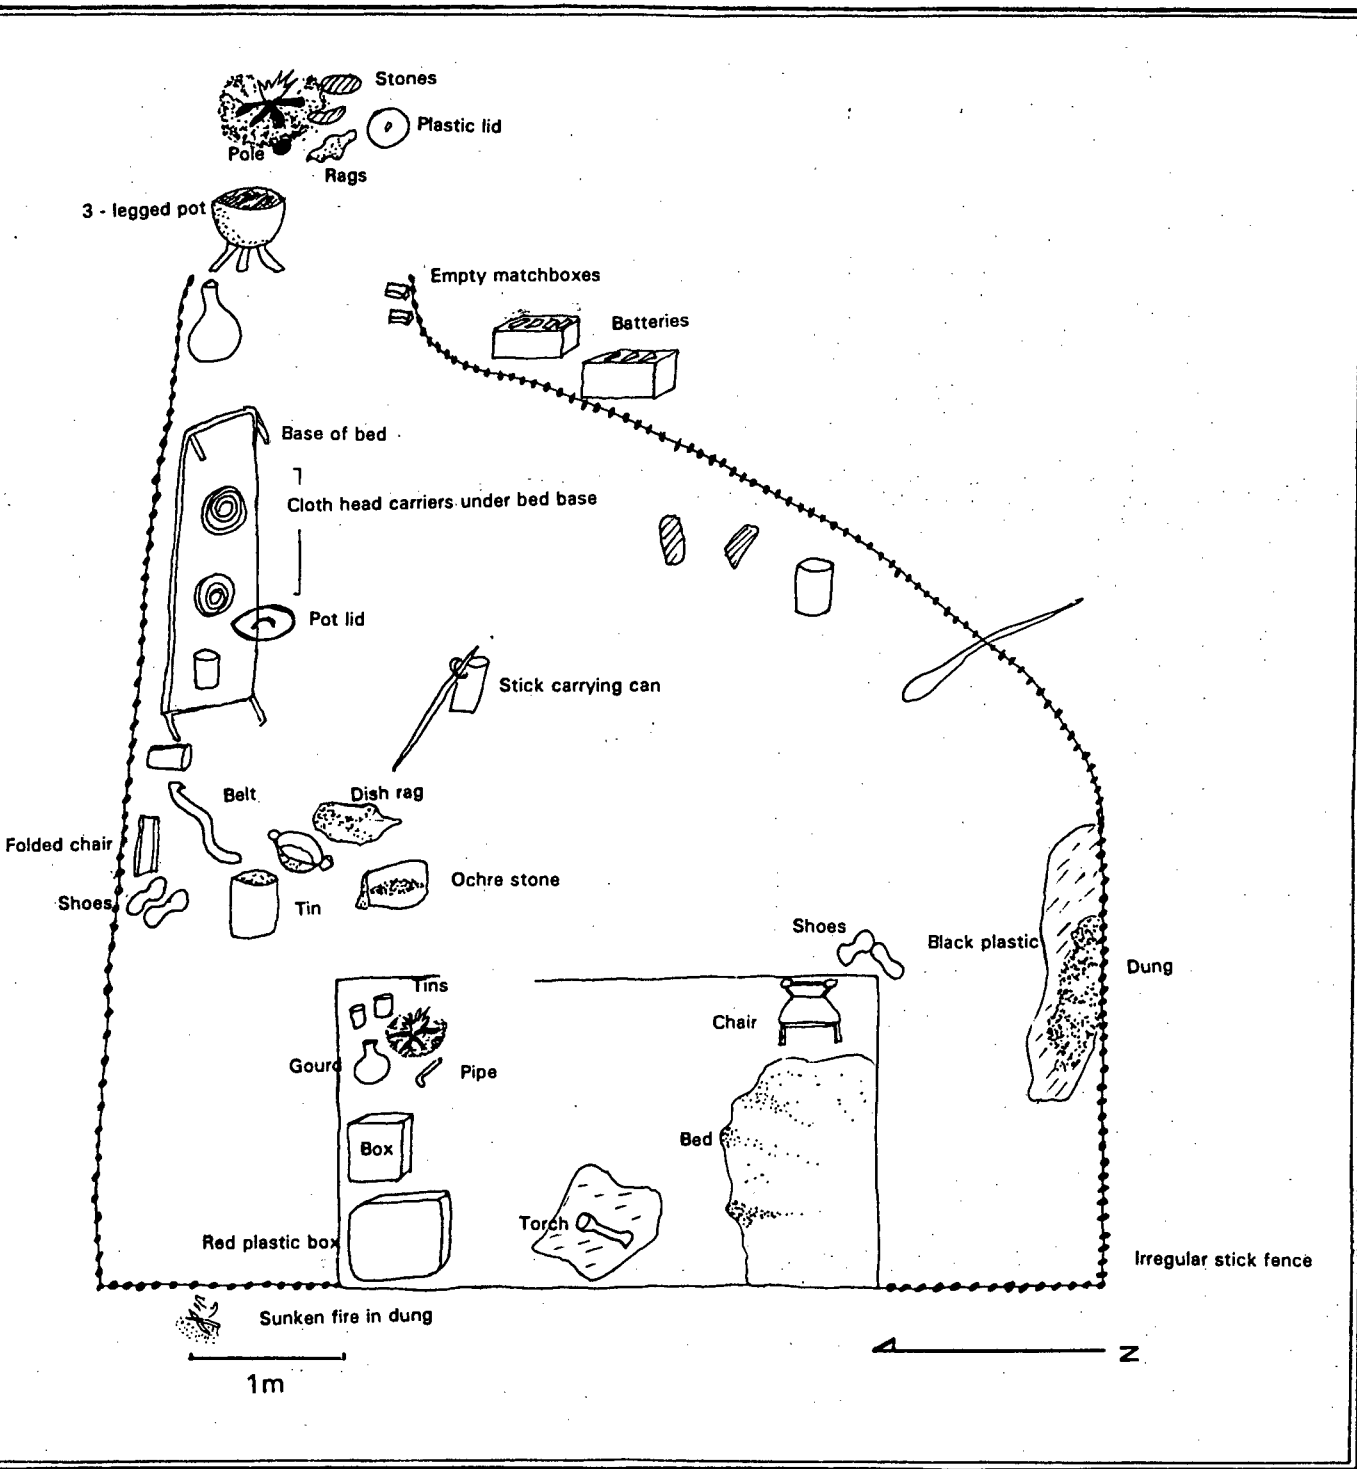 Stones
Plastic lid
Pole
Rags
3 - legged pot
Empty matchboxes
Batteries
Base of bed
Cloth head carriers under bed base
Pot lid
Stick carrying can
Belt
Dish rag
Folded chair
Ochre stone
Shoes
Tin
Shoes
Black plastic
Dung
Tins
Chair
Gourd
Pipe
Bed
Box
Torch
Red plastic box
Irregular stick fence
Sunken fire in dung
N
1m